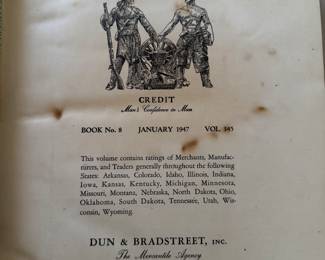 CREDIT
Man's Confidence in Man
BOOK No. 8 JANUARY 1947 VOL. 345
This volume contains ratings of Merchants, Manufac-
turers, and Traders generally throughout the following
States: Arkansas, Colorado, Idaho, Illinois, Indiana,
Iowa, Kansas, Kentucky, Michigan, Minnesota,
Missouri, Montana, Nebraska, North Dakota, Ohio,
Oklahoma, South Dakota, Tennessee, Utah, Wis-
consin, Wyoming.
DUN & BRADSTREET, INC.
The Mercantile Agency